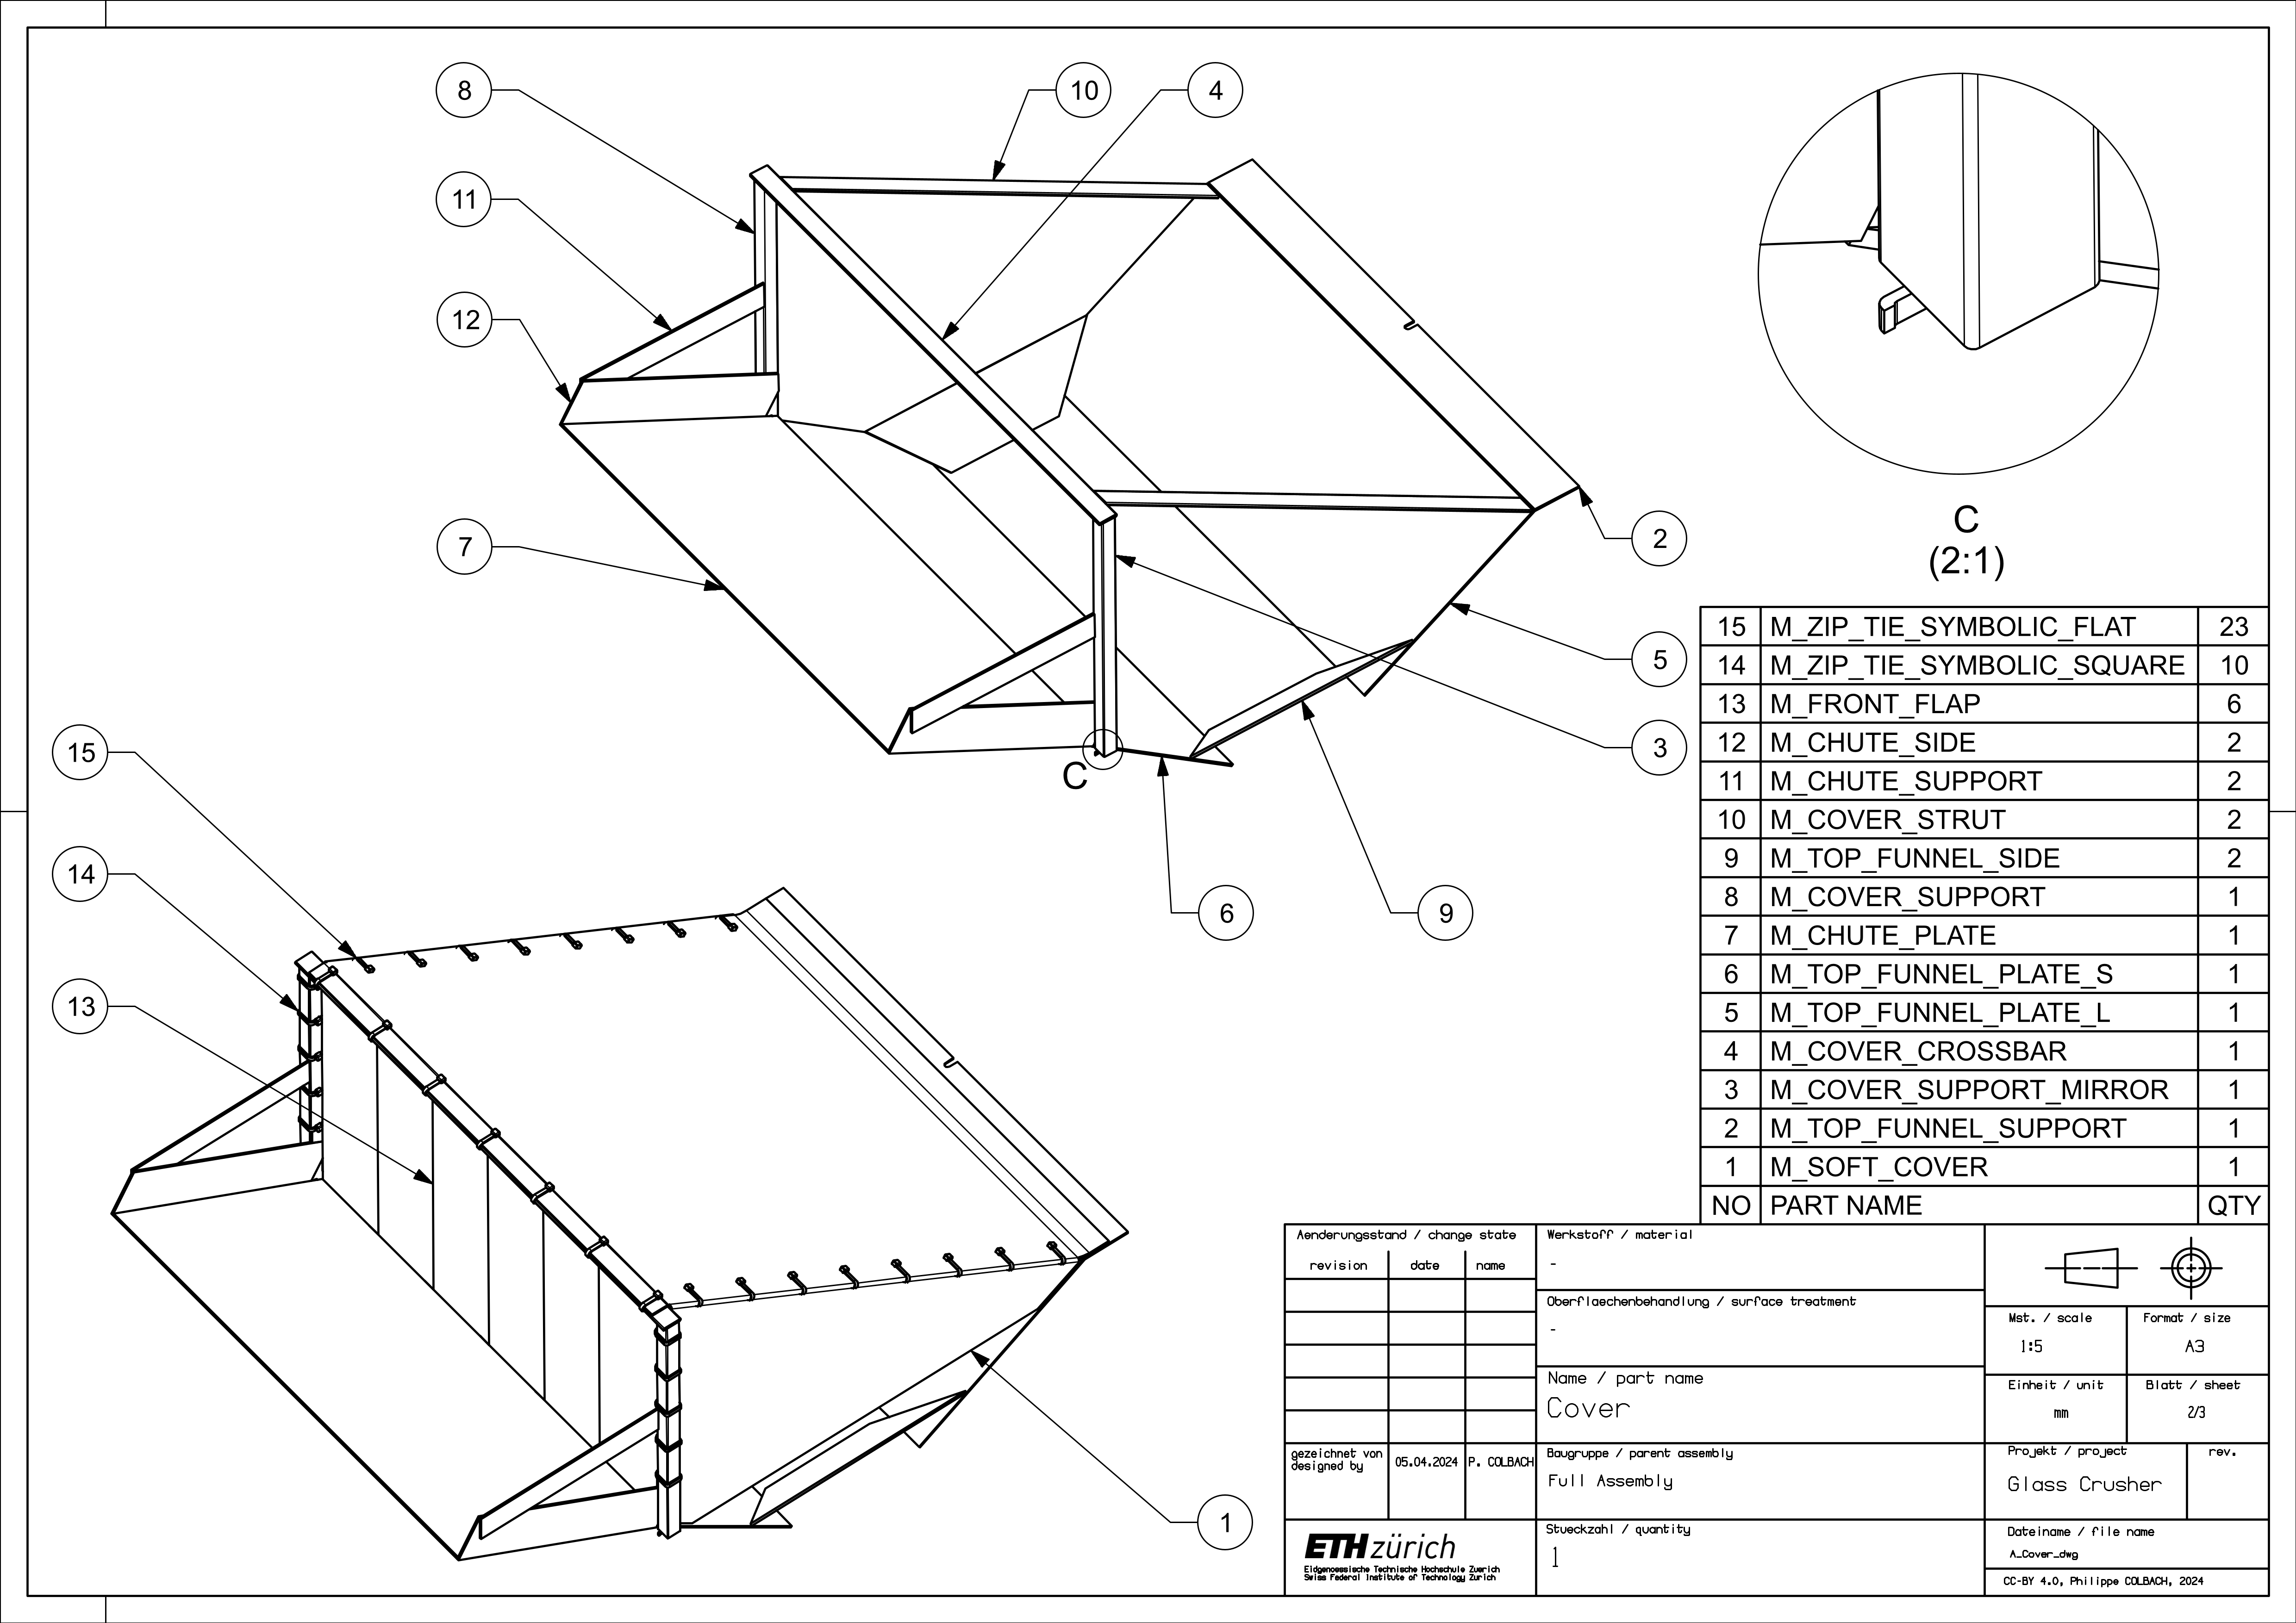 8
10
4
11
12
7
2
5
3
C
6
9
C
(2:1)
15
14
13
1
15 M_ZIP_TIE_SYMBOLIC_FLAT 23
14 M_ZIP_TIE_SYMBOLIC_SQUARE 10
13 M_FRONT_FLAP 6
12 M_CHUTE_SIDE 2
11 M_CHUTE_SUPPORT 2
10 M_COVER_STRUT 2
9 M_TOP_FUNNEL_SIDE 2
8 M_COVER_SUPPORT 1
7 M_CHUTE_PLATE 1
6 M_TOP_FUNNEL_PLATE_S 1
5 M_TOP_FUNNEL_PLATE_L 1
4 M_COVER_CROSSBAR 1
3 M_COVER_SUPPORT_MIRROR 1
2 M_TOP_FUNNEL_SUPPORT 1
1 M_SOFT_COVER 1
NO PART NAME QTY
Aenderungsstand / change state
revision date name
gezeichnet von
designed by
05.04.2024 P. COLBACH
ETH zürich
Eidgenoessische Technische Hochschule Zuerich
Swiss Federal Institute of Technology Zurich
Werkstoff / material
-
Oberflaechenbehandlung / surface treatment
-
Name / part name
Cover
Baugruppe / parent assembly
Full Assembly
Stueckzahl / quantity
1
Mst. / scale
1:5
Format / size
A3
Einheit / unit
mm
Blatt / sheet
2/3
Projekt / project
Glass Crusher
rev.
Dateiname / file name
A_Cover_dwg
CC-BY 4.0, Philippe COLBACH, 2024